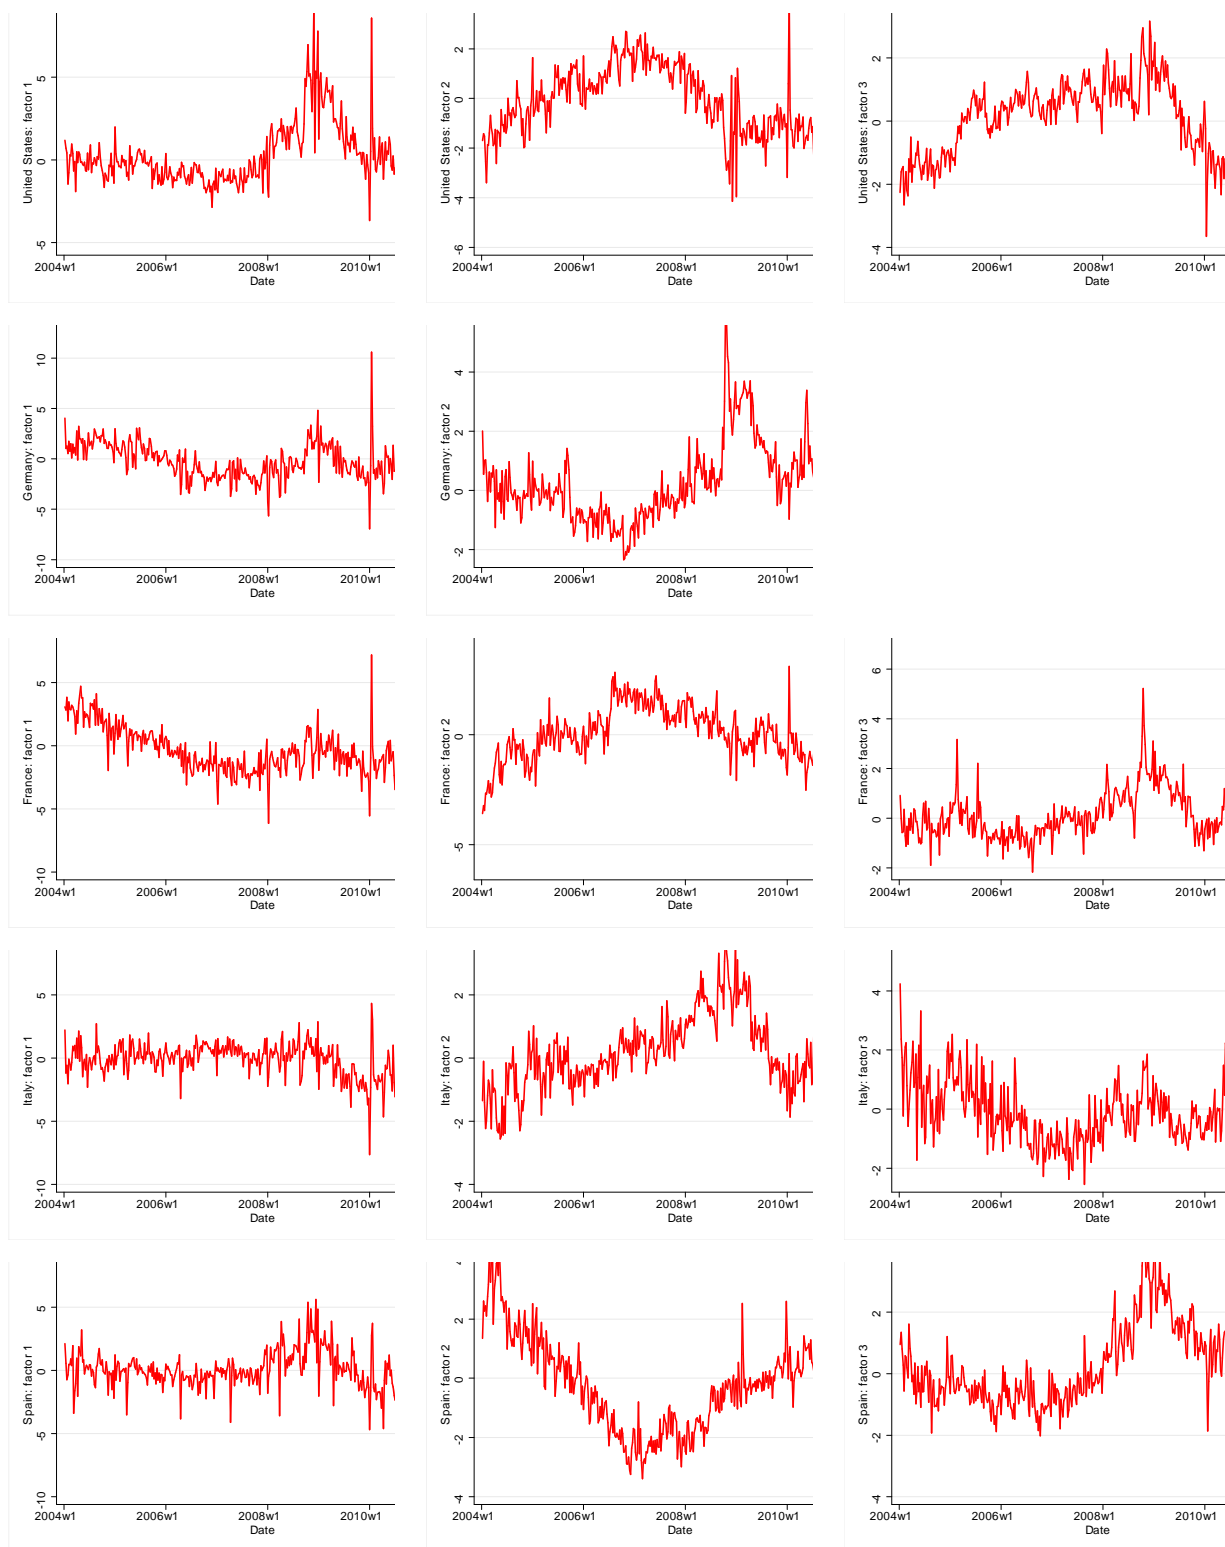 United States: factor 1
5
0
-5
2004w1 2006w1 2008w1 2010w1
Date
United States: factor 2
2
0
-2
-4
-6
2004w1 2006w1 2008w1 2010w1
Date
United States: factor 3
2
0
-2
-4
2004w1 2006w1 2008w1 2010w1
Date
Germany: factor 1
10
5
0
-5
-10
2004w1 2006w1 2008w1 2010w1
Date
Germany: factor 2
4
2
0
-2
2004w1 2006w1 2008w1 2010w1
Date
France: factor 1
5
0
-5
-10
2004w1 2006w1 2008w1 2010w1
Date
France: factor 2
0
-5
2004w1 2006w1 2008w1 2010w1
Date
France: factor 3
6
4
2
0
-2
2004w1 2006w1 2008w1 2010w1
Date
Italy: factor 1
5
0
-5
-10
2004w1 2006w1 2008w1 2010w1
Date
Italy: factor 2
2
0
-2
-4
2004w1 2006w1 2008w1 2010w1
Date
Italy: factor 3
4
2
0
-2
2004w1 2006w1 2008w1 2010w1
Date
Spain: factor 1
5
0
-5
-10
2004w1 2006w1 2008w1 2010w1
Date
Spain: factor 2
2
0
-2
-4
2004w1 2006w1 2008w1 2010w1
Date
Spain: factor 3
2
0
-2
-4
2004w1 2006w1 2008w1 2010w1
Date